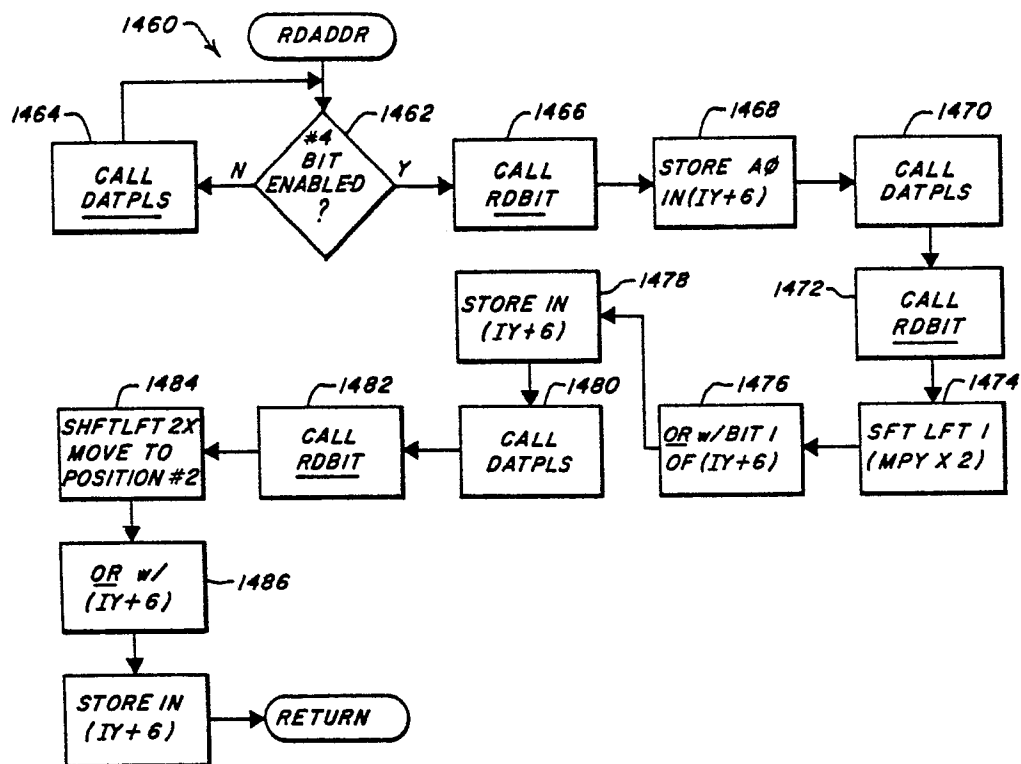 1460
RDADDR
1464
1462
1466
1468
1470
CALL
DATPLS
N
#4
BIT
ENABLED
?
Y
CALL
RDBIT
STORE AØ
IN (IY+6)
CALL
DATPLS
1478
STORE IN
(IY+6)
1472
CALL
RDBIT
1484
1482
1480
1476
1474
SHFTLFT 2X
MOVE TO
POSITION #2
CALL
RDBIT
CALL
DATPLS
OR w/BIT 1
OF (IY+6)
SFT LFT 1
(MPY X 2)
OR w/
(IY+6)
1486
STORE IN
(IY+6)
RETURN